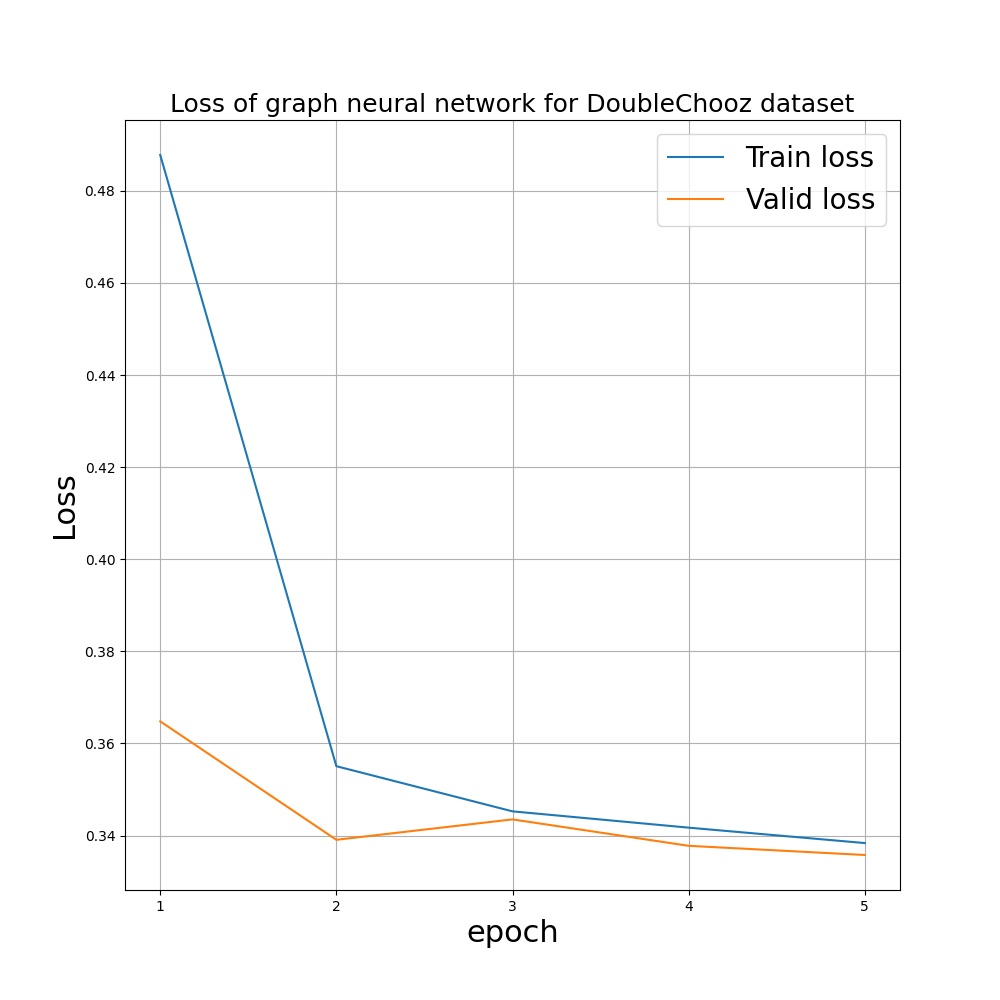 Loss of graph neural network for DoubleChooz dataset
Train loss
Valid loss
0.48
0.46
0.44
0.42
0.40
0.38
0.36
0.34
Loss
1 2 3 4 5
epoch